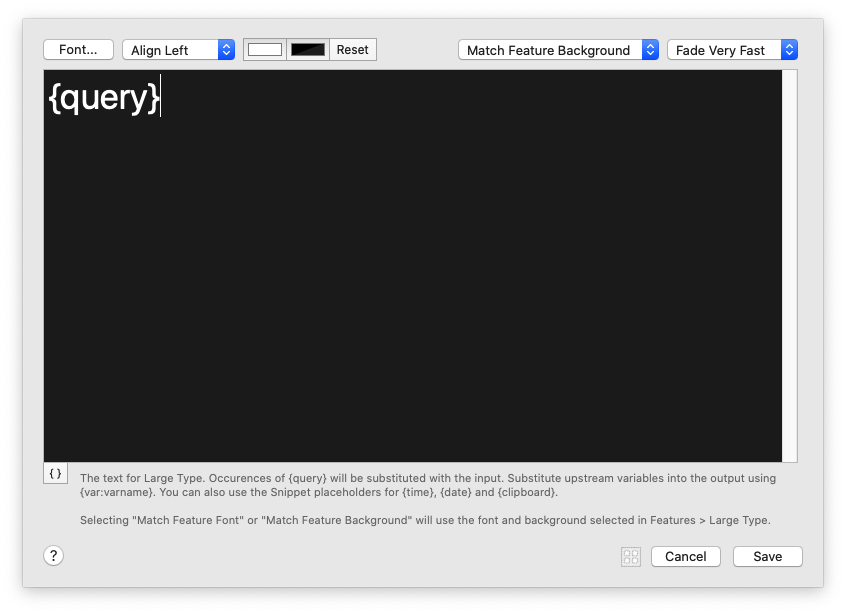 Font... Align Left Reset Match Feature Background Fade Very Fast
{query}
{ } The text for Large Type. Occurences of {query} will be substituted with the input. Substitute upstream variables into the output using
{var:varname}. You can also use the Snippet placeholders for {time}, {date} and {clipboard}.
Selecting "Match Feature Font" or "Match Feature Background" will use the font and background selected in Features > Large Type.
? Cancel Save